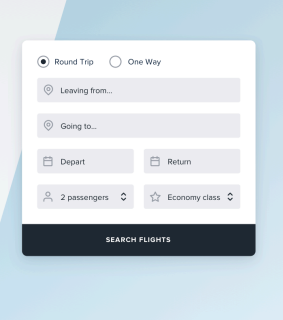 Round Trip One Way
Leaving from...
Going to...
Depart Return
2 passengers Economy class
SEARCH FLIGHTS